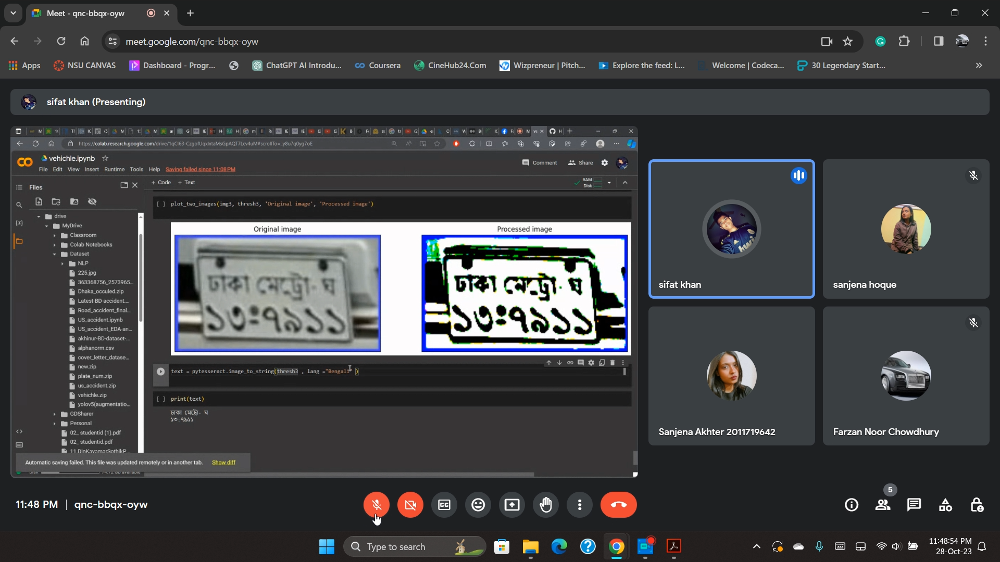 Meet - qnc-bbqx-oyw
meet.google.com/qnc-bbqx-oyw
Apps
NSU CANVAS
Dashboard - Progr...
ChatGPT AI Introdu...
Coursera
CineHub24.Com
Wizpreneur | Pitch...
Explore the feed: L...
Welcome | Codeca...
30 Legendary Start...
sifat khan (Presenting)
https://colab.research.google.com/drive/
vehichle.ipynb
Comment
Share
File Edit View Insert Runtime Tools Help Saving failed since 11:08 PM
Files
+ Code + Text
RAM
Disk
drive
MyDrive
Classroom
Colab Notebooks
Dataset
NLP
225.jpg
363368756_2573965...
Dhaka_occuled.zip
Latest-BD-accident....
Road_accident_final...
US_accident.ipynb
US_accident_EDA-an...
akhinur-BD-dataset-...
alphanorm.csv
cover_letter_datase...
new.zip
plate_num.zip
us_accident.zip
vehichle.zip
yolov5(augmentatio...
GDSharer
Personal
02_ studentid (1).pdf
02_ studentid.pdf
11.DinKayamarSothikP...
[ ] plot_two_images(img3, thresh3, 'Original image', 'Processed image')
Original image
ঢাকা মেট্রো- ঘ
১৩ঃ৭৯১১
Processed image
ঢাকা মেট্রো- ঘ
১৩ঃ৭৯১১
text = pytesseract.image_to_string(thresh3 , lang ="Bengali" )
[ ] print(text)
ঢাকা মেট্রো- ঘ
১৩:৭৯১১
Automatic saving failed. This file was updated remotely or in another tab. Show diff
sifat khan
sanjena hoque
Sanjena Akhter 2011719642
Farzan Noor Chowdhury
11:48 PM | qnc-bbqx-oyw
5
Type to search
11:48:54 PM
28-Oct-23